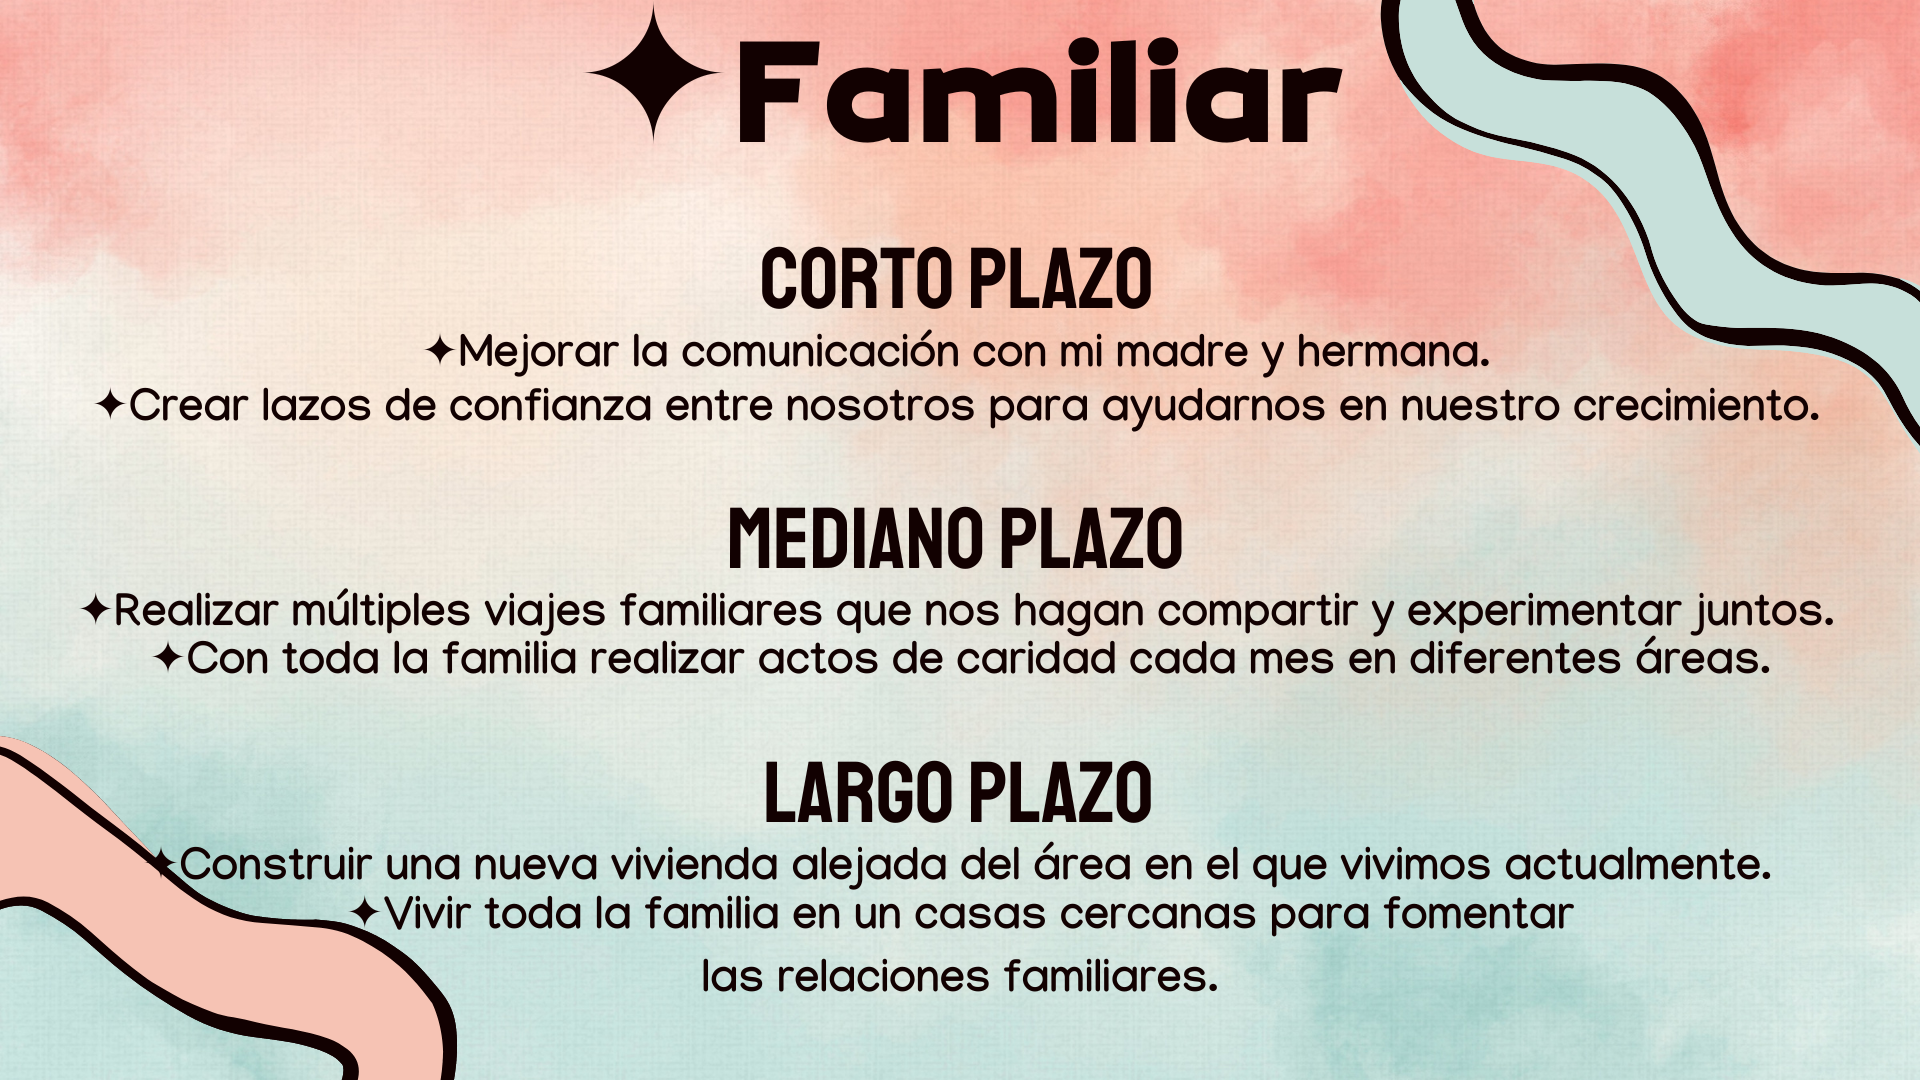 ✦Familiar
CORTO PLAZO
✦Mejorar la comunicación con mi madre y hermana.
✦Crear lazos de confianza entre nosotros para ayudarnos en nuestro crecimiento.
MEDIANO PLAZO
✦Realizar múltiples viajes familiares que nos hagan compartir y experimentar juntos.
✦Con toda la familia realizar actos de caridad cada mes en diferentes áreas.
LARGO PLAZO
✦Construir una nueva vivienda alejada del área en el que vivimos actualmente.
✦Vivir toda la familia en un casas cercanas para fomentar
las relaciones familiares.